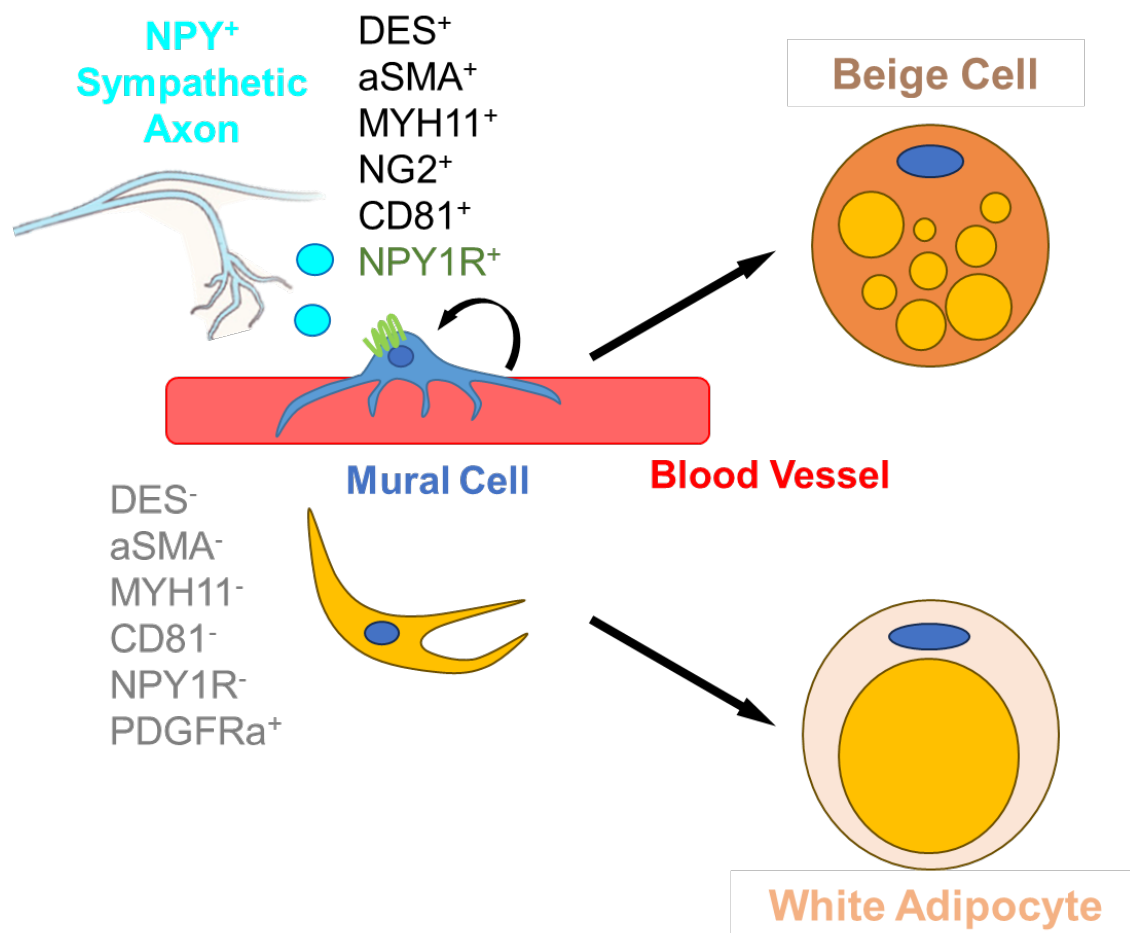 NPY⁺
Sympathetic
Axon
DES⁺
aSMA⁺
MYH11⁺
NG2⁺
CD81⁺
NPY1R⁺
Beige Cell
Mural Cell
Blood Vessel
DES⁻
aSMA⁻
MYH11⁻
CD81⁻
NPY1R⁻
PDGFRa⁺
White Adipocyte